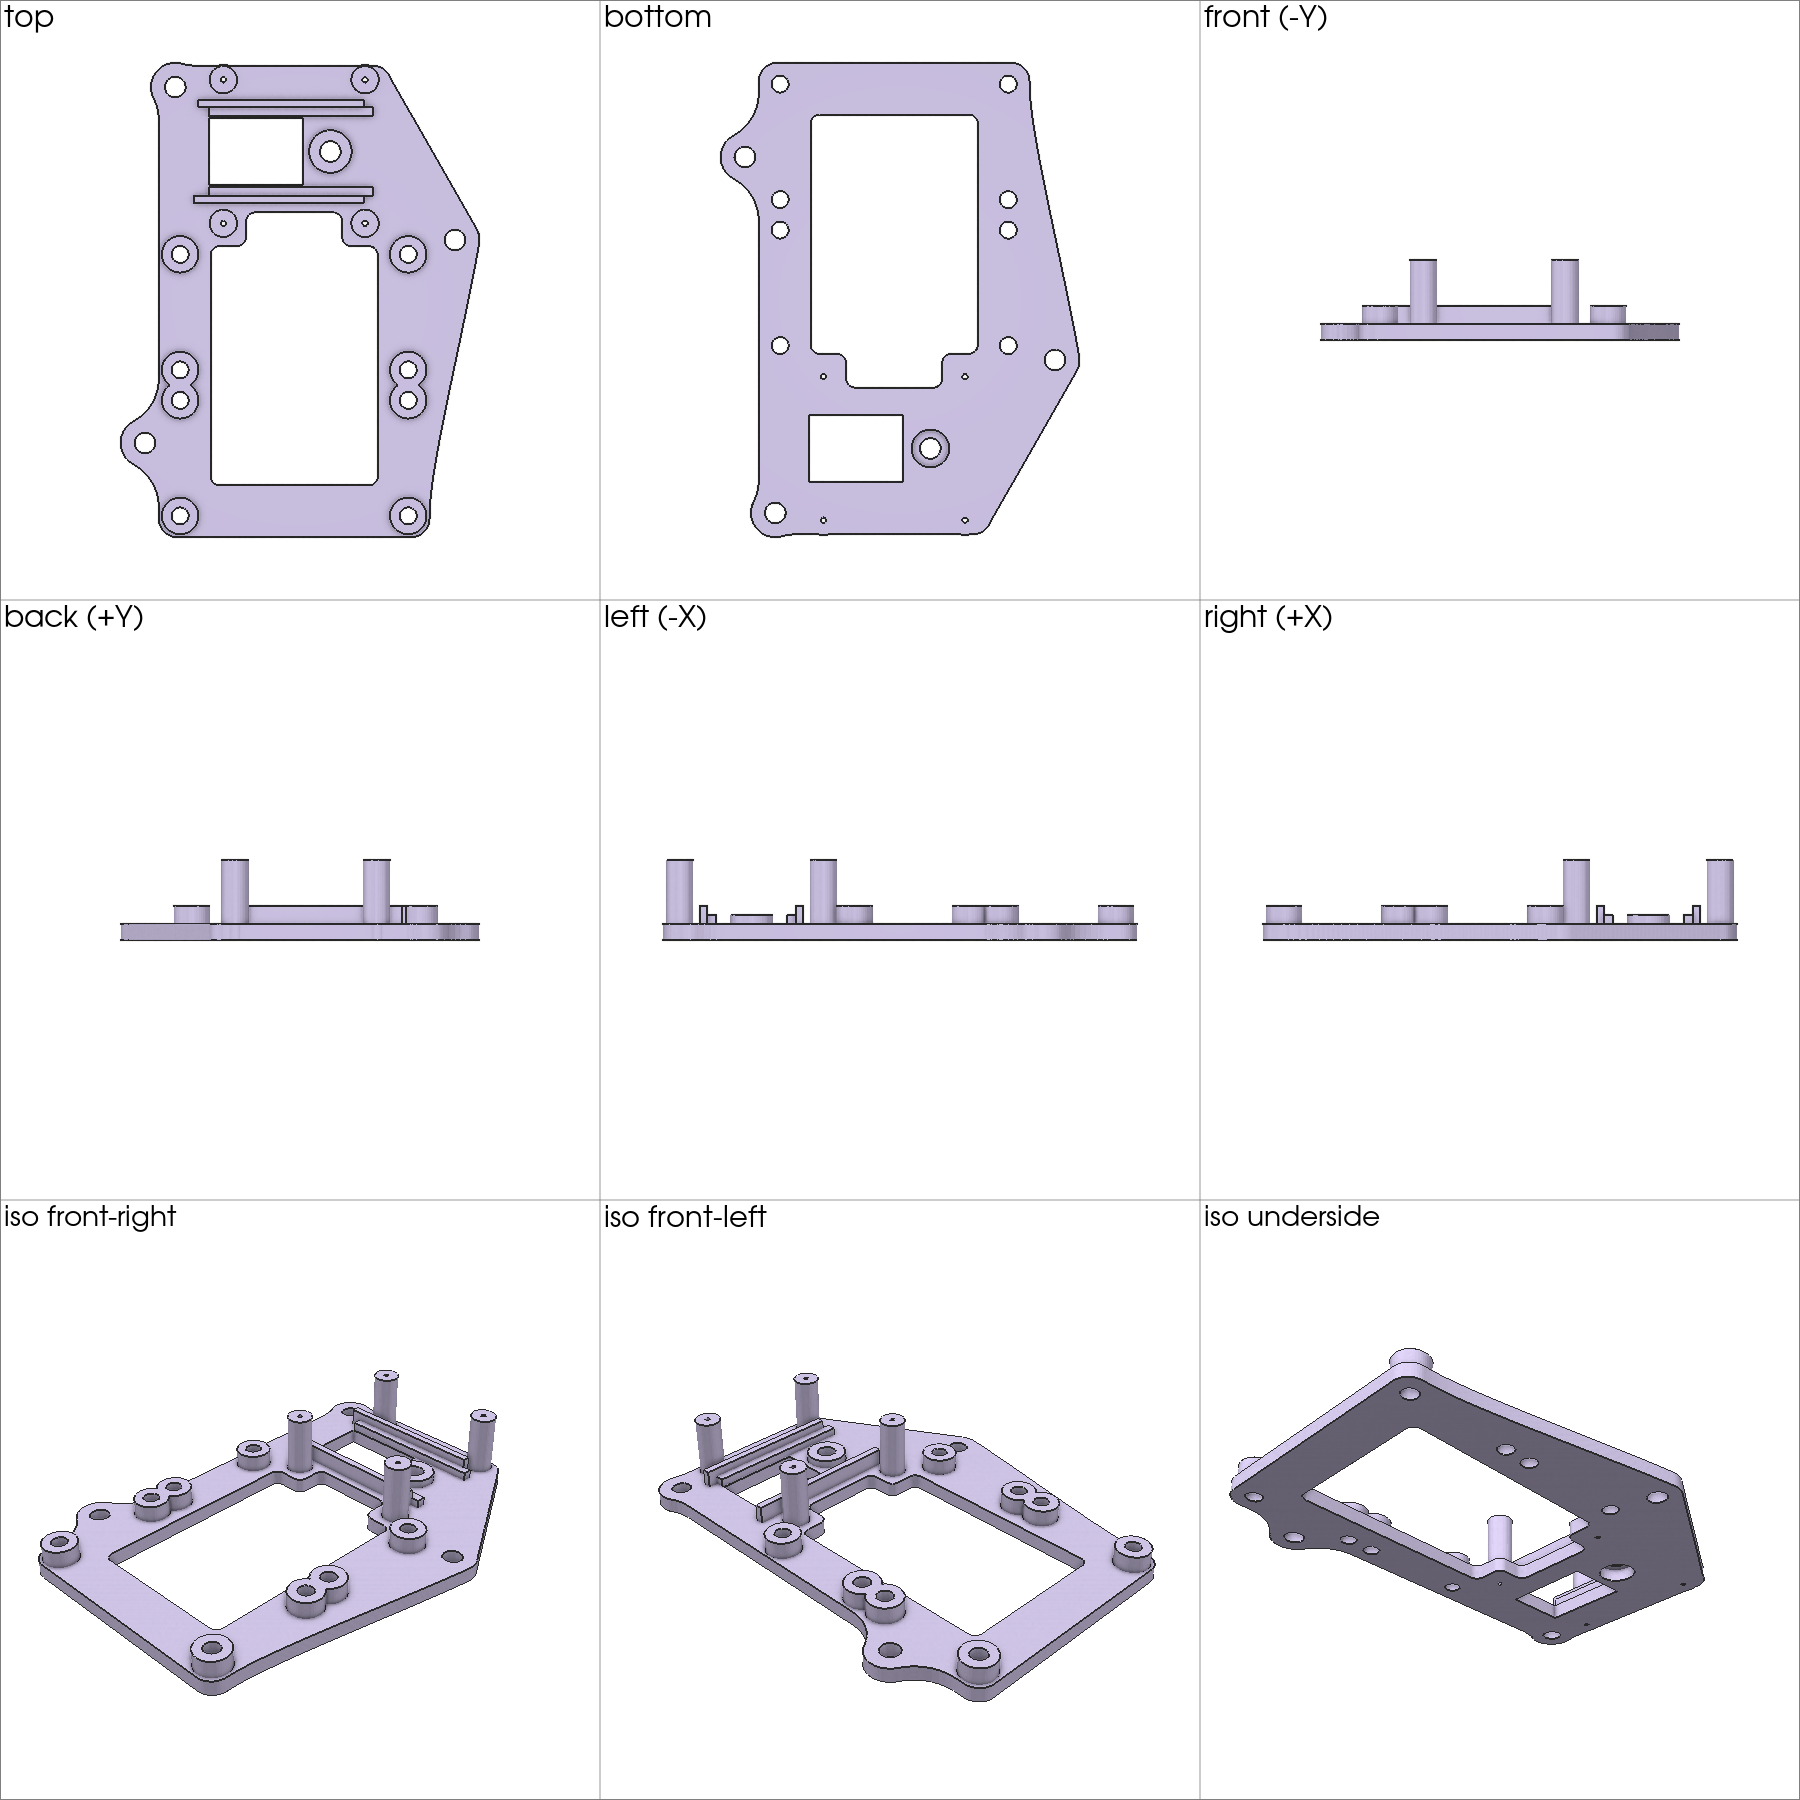 top
bottom
front (-Y)
back (+Y)
left (-X)
right (+X)
iso front-right
iso front-left
iso underside